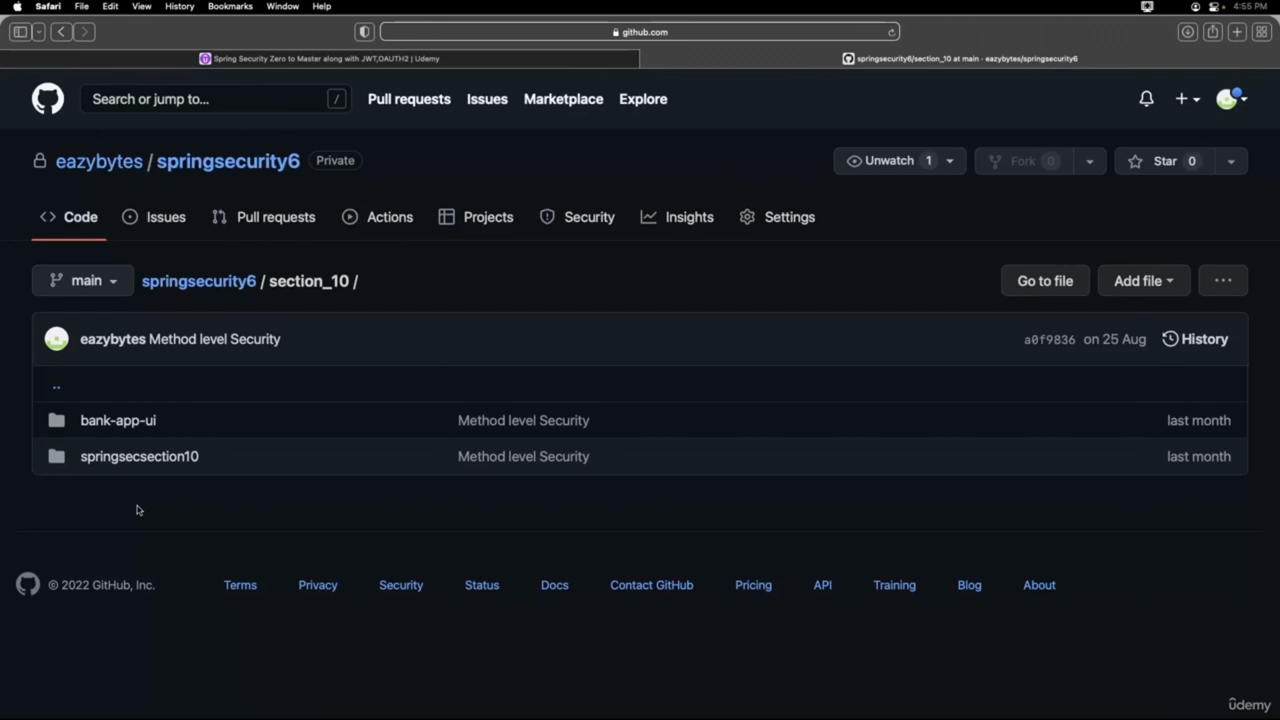 Safari File Edit View History Bookmarks Window Help 4:55 PM
github.com
Spring Security Zero to Master along with JWT,OAUTH2 | Udemy
springsecurity6/section_10 at main · eazybytes/springsecurity6
Search or jump to... / Pull requests Issues Marketplace Explore
eazybytes / springsecurity6 Private Unwatch 1 Fork 0 Star 0
Code Issues Pull requests Actions Projects Security Insights Settings
main springsecurity6 / section_10 / Go to file Add file ...
eazybytes Method level Security a0f9836 on 25 Aug History
..
bank-app-ui Method level Security last month
springsecsection10 Method level Security last month
© 2022 GitHub, Inc. Terms Privacy Security Status Docs Contact GitHub Pricing API Training Blog About
ûdemy